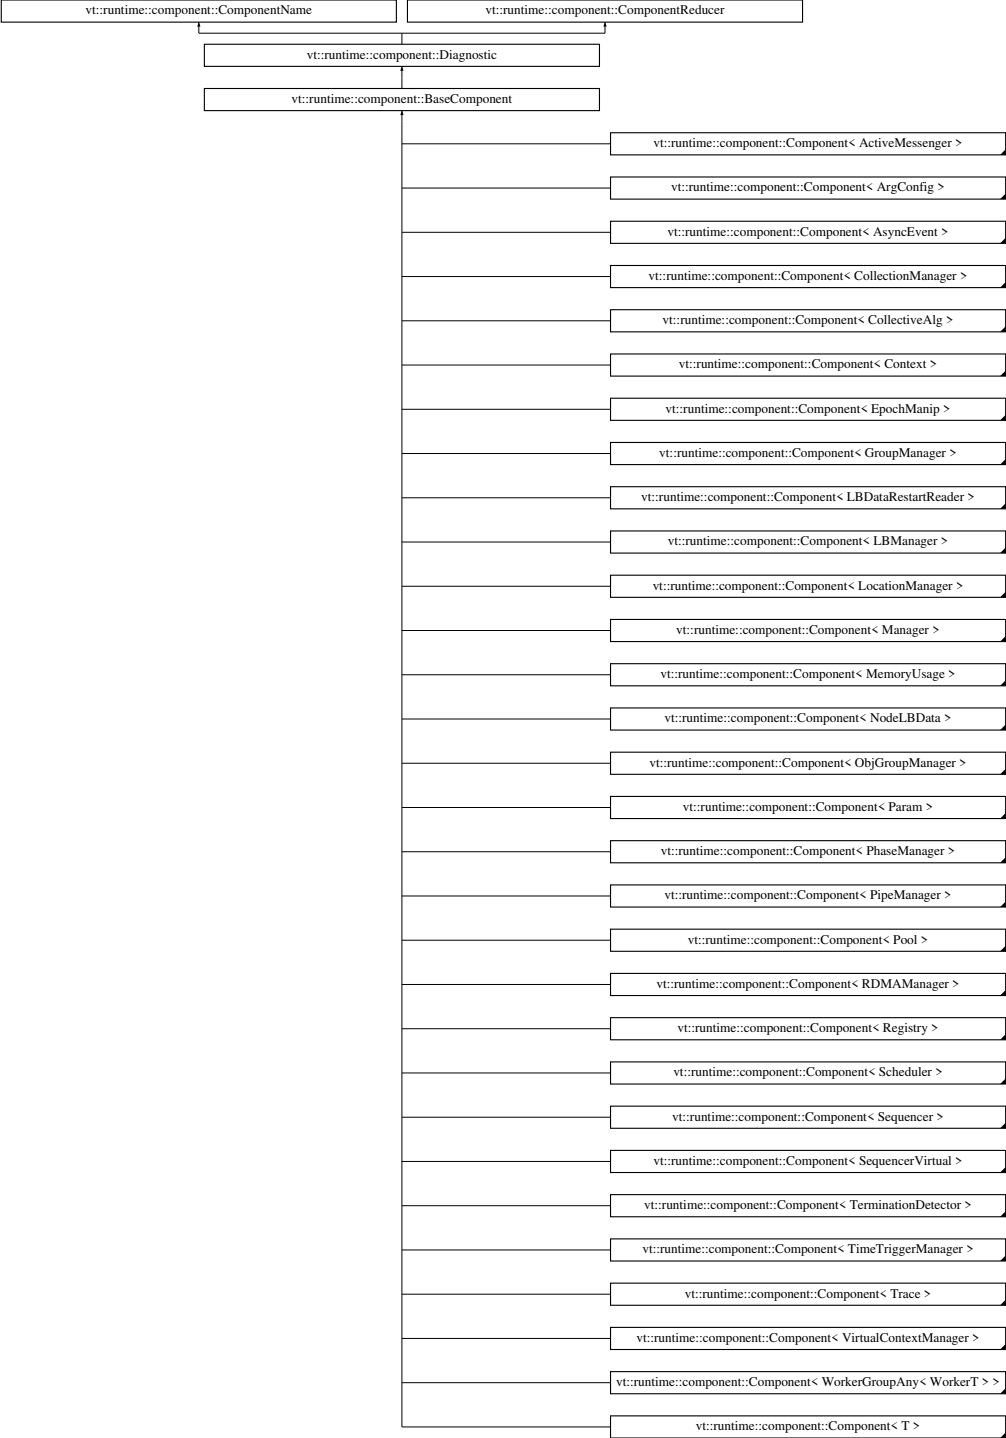 vt::runtime::component::ComponentName
vt::runtime::component::ComponentReducer
vt::runtime::component::Diagnostic
vt::runtime::component::BaseComponent
vt::runtime::component::Component< ActiveMessenger >
vt::runtime::component::Component< ArgConfig >
vt::runtime::component::Component< AsyncEvent >
vt::runtime::component::Component< CollectionManager >
vt::runtime::component::Component< CollectiveAlg >
vt::runtime::component::Component< Context >
vt::runtime::component::Component< EpochManip >
vt::runtime::component::Component< GroupManager >
vt::runtime::component::Component< LBDataRestartReader >
vt::runtime::component::Component< LBManager >
vt::runtime::component::Component< LocationManager >
vt::runtime::component::Component< Manager >
vt::runtime::component::Component< MemoryUsage >
vt::runtime::component::Component< NodeLBData >
vt::runtime::component::Component< ObjGroupManager >
vt::runtime::component::Component< Param >
vt::runtime::component::Component< PhaseManager >
vt::runtime::component::Component< PipeManager >
vt::runtime::component::Component< Pool >
vt::runtime::component::Component< RDMAManager >
vt::runtime::component::Component< Registry >
vt::runtime::component::Component< Scheduler >
vt::runtime::component::Component< Sequencer >
vt::runtime::component::Component< SequencerVirtual >
vt::runtime::component::Component< TerminationDetector >
vt::runtime::component::Component< TimeTriggerManager >
vt::runtime::component::Component< Trace >
vt::runtime::component::Component< VirtualContextManager >
vt::runtime::component::Component< WorkerGroupAny< WorkerT > >
vt::runtime::component::Component< T >